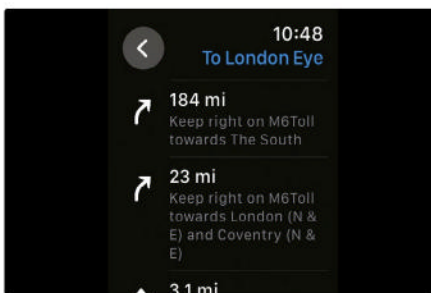 10:48
To London Eye
184 mi
Keep right on M6Toll
towards The South
23 mi
Keep right on M6Toll
towards London (N &
E) and Coventry (N &
E)
3.1 mi